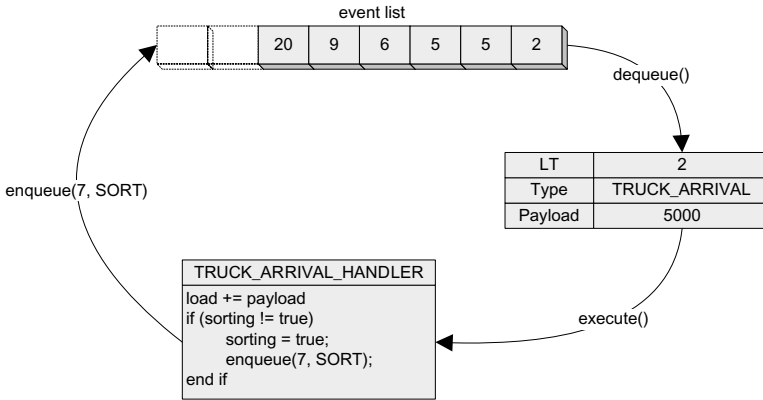 event list
20 9 6 5 5 2
dequeue()
LT 2
Type TRUCK_ARRIVAL
Payload 5000
enqueue(7, SORT)
TRUCK_ARRIVAL_HANDLER
load += payload
if (sorting != true)
sorting = true;
enqueue(7, SORT);
end if
execute()